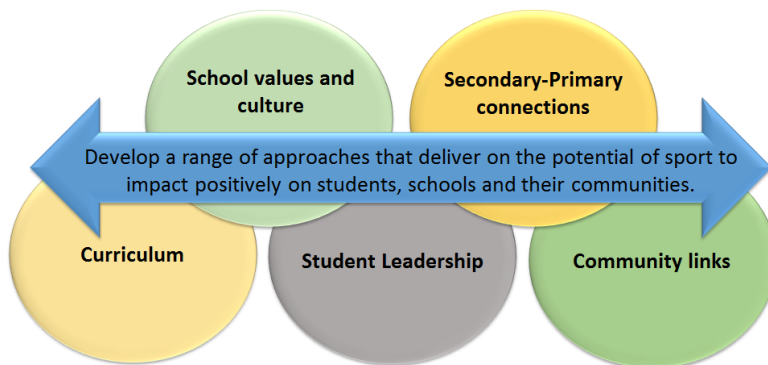 School values and
culture
Secondary-Primary
connections
Develop a range of approaches that deliver on the potential of sport to
impact positively on students, schools and their communities.
Curriculum
Student Leadership
Community links